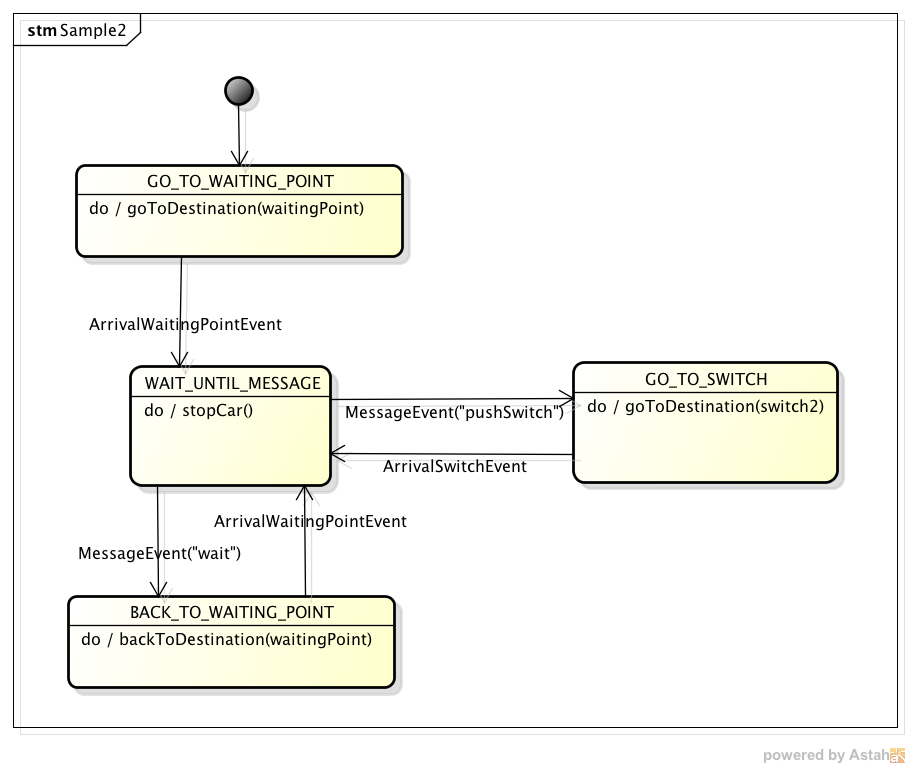 stm Sample2
GO_TO_WAITING_POINT
do / goToDestination(waitingPoint)
ArrivalWaitingPointEvent
WAIT_UNTIL_MESSAGE
do / stopCar()
MessageEvent("pushSwitch")
GO_TO_SWITCH
do / goToDestination(switch2)
ArrivalSwitchEvent
ArrivalWaitingPointEvent
MessageEvent("wait")
BACK_TO_WAITING_POINT
do / backToDestination(waitingPoint)
powered by Astah